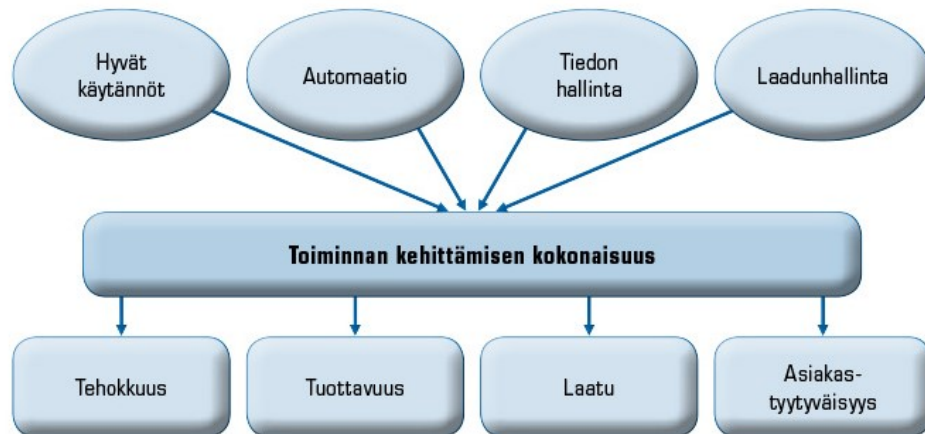 Hyvät
käytännöt
Automaatio
Tiedon
hallinta
Laadunhallinta
Toiminnan kehittämisen kokonaisuus
Tehokkuus
Tuottavuus
Laatu
Asiakas-
tyytyväisyys